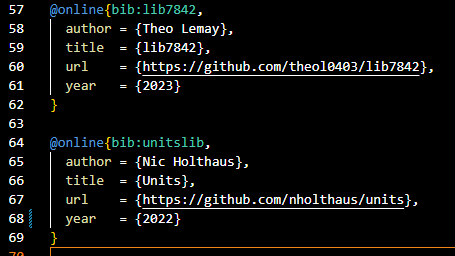 57 @online{bib:lib7842,
58   author = {Theo Lemay},
59   title  = {lib7842},
60   url    = {https://github.com/theol0403/lib7842},
61   year   = {2023}
62 }
63
64 @online{bib:unitslib,
65   author = {Nic Holthaus},
66   title  = {Units},
67   url    = {https://github.com/nholthaus/units},
68   year   = {2022}
69 }
70